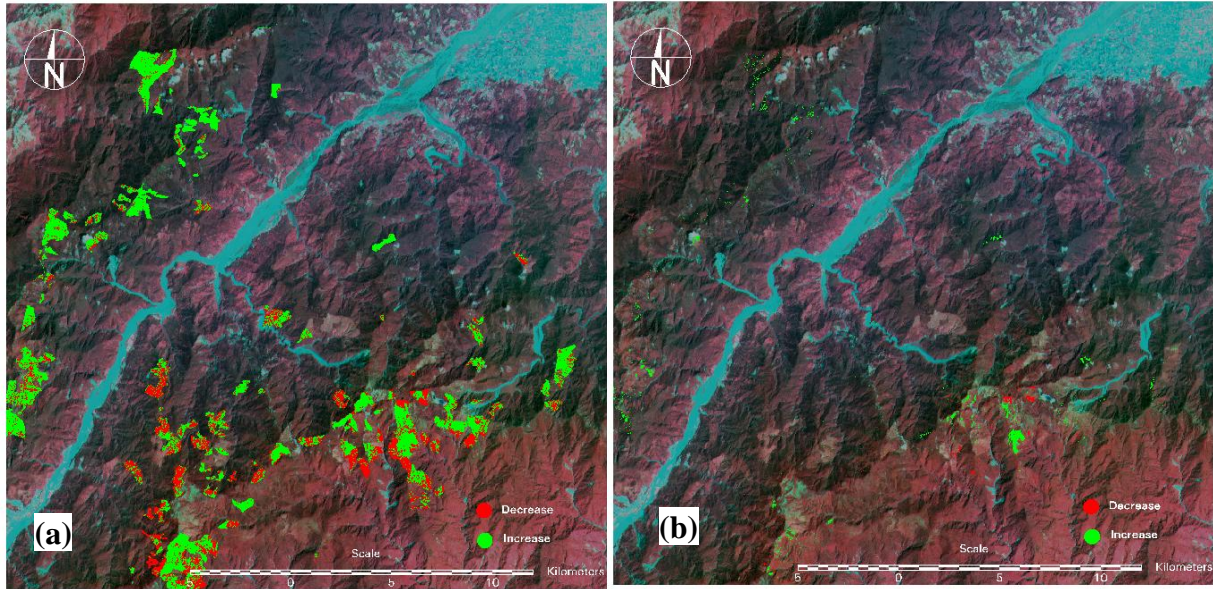 N
(a)
Decrease
Increase
Scale
5 0 5 10 Kilometers
N
(b)
Decrease
Increase
Scale
5 0 5 10 Kilometers